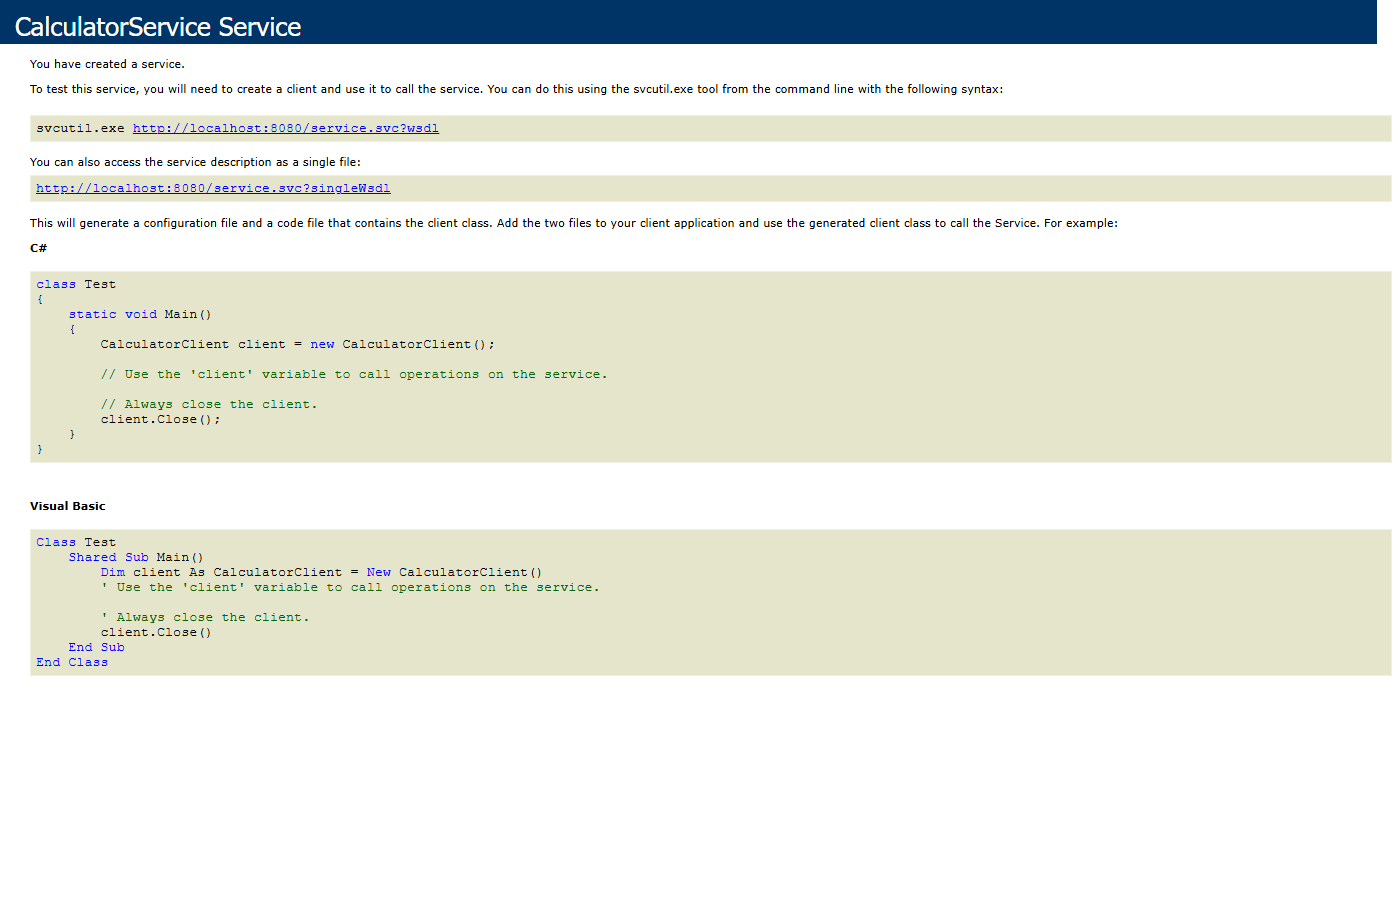 CalculatorService Service
You have created a service.
To test this service, you will need to create a client and use it to call the service. You can do this using the svcutil.exe tool from the command line with the following syntax:
svcutil.exe http://localhost:8080/service.svc?wsdl
You can also access the service description as a single file:
http://localhost:8080/service.svc?singleWsdl
This will generate a configuration file and a code file that contains the client class. Add the two files to your client application and use the generated client class to call the Service. For example:
C#
class Test
{
    static void Main()
    {
        CalculatorClient client = new CalculatorClient();
        // Use the 'client' variable to call operations on the service.
        // Always close the client.
        client.Close();
    }
}
Visual Basic
Class Test
    Shared Sub Main()
        Dim client As CalculatorClient = New CalculatorClient()
        ' Use the 'client' variable to call operations on the service.
        ' Always close the client.
        client.Close()
    End Sub
End Class